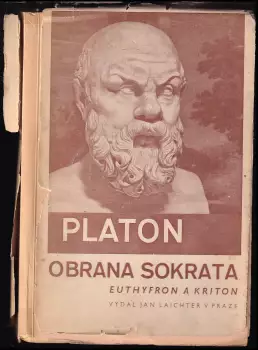 PLATON
OBRANA SOKRATA
EUTHYFRON A KRITON
VYDAL JAN LAICHTER V PRAZE